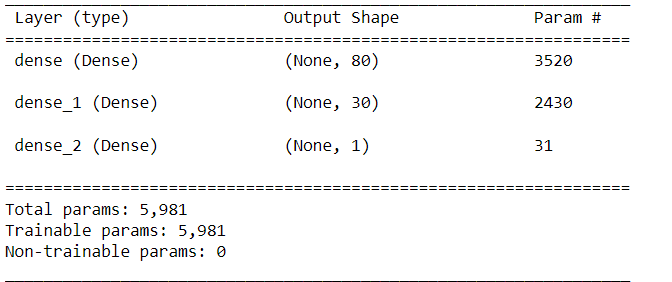 Layer (type) Output Shape Param #
dense (Dense) (None, 80) 3520
dense_1 (Dense) (None, 30) 2430
dense_2 (Dense) (None, 1) 31
Total params: 5,981
Trainable params: 5,981
Non-trainable params: 0